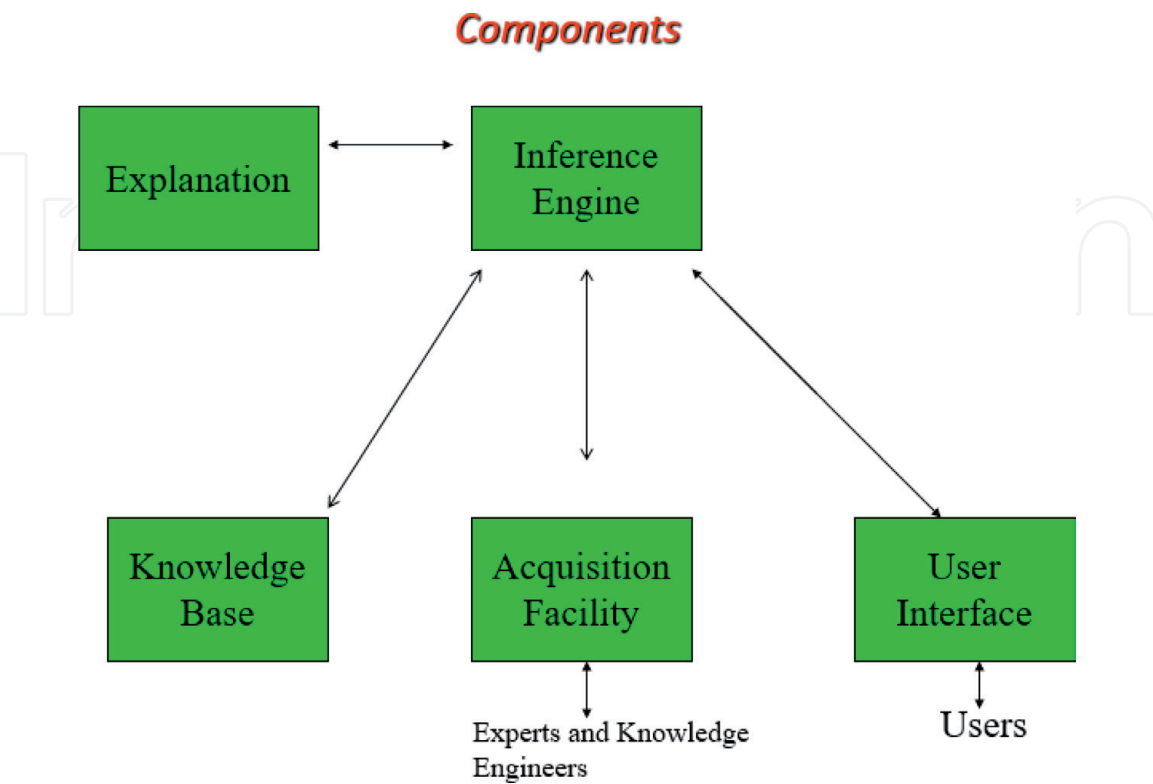 Components
Explanation
Inference
Engine
Knowledge
Base
Acquisition
Facility
User
Interface
Experts and Knowledge
Engineers
Users